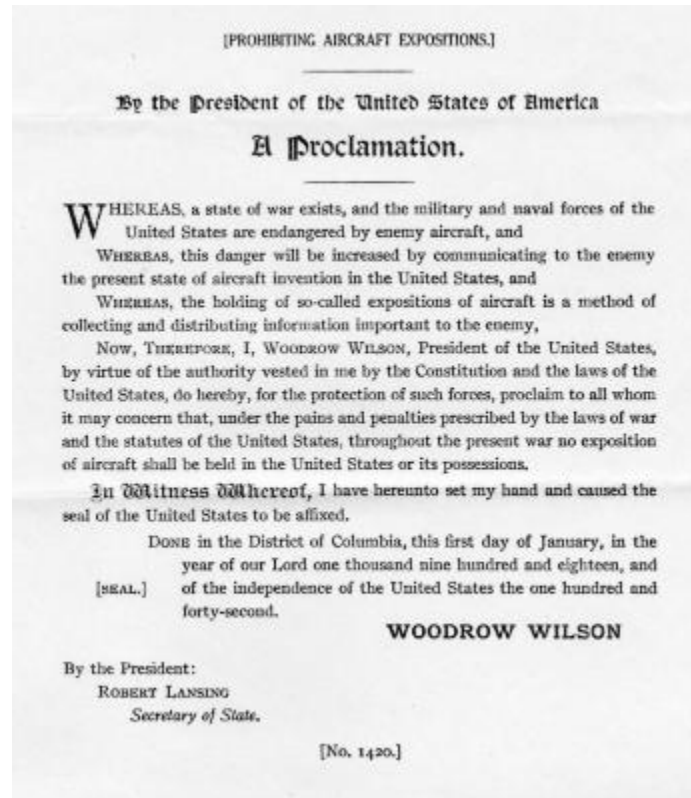 [PROHIBITING AIRCRAFT EXPOSITIONS.]
By the President of the United States of America
A Proclamation.
WHEREAS, a state of war exists, and the military and naval forces of the
United States are endangered by enemy aircraft, and
WHEREAS, this danger will be increased by communicating to the enemy
the present state of aircraft invention in the United States, and
WHEREAS, the holding of so-called expositions of aircraft is a method of
collecting and distributing information important to the enemy,
NOW, THEREFORE, I, WOODROW WILSON, President of the United States,
by virtue of the authority vested in me by the Constitution and the laws of the
United States, do hereby, for the protection of such forces, proclaim to all whom
it may concern that, under the pains and penalties prescribed by the laws of war
and the statutes of the United States, throughout the present war no exposition
of aircraft shall be held in the United States or its possessions.
In Witness Whereof, I have hereunto set my hand and caused the
seal of the United States to be affixed.
DONE in the District of Columbia, this first day of January, in the
year of our Lord one thousand nine hundred and eighteen, and
[SEAL.] of the independence of the United States the one hundred and
forty-second.
WOODROW WILSON
By the President:
ROBERT LANSING
Secretary of State.
[No. 1420.]